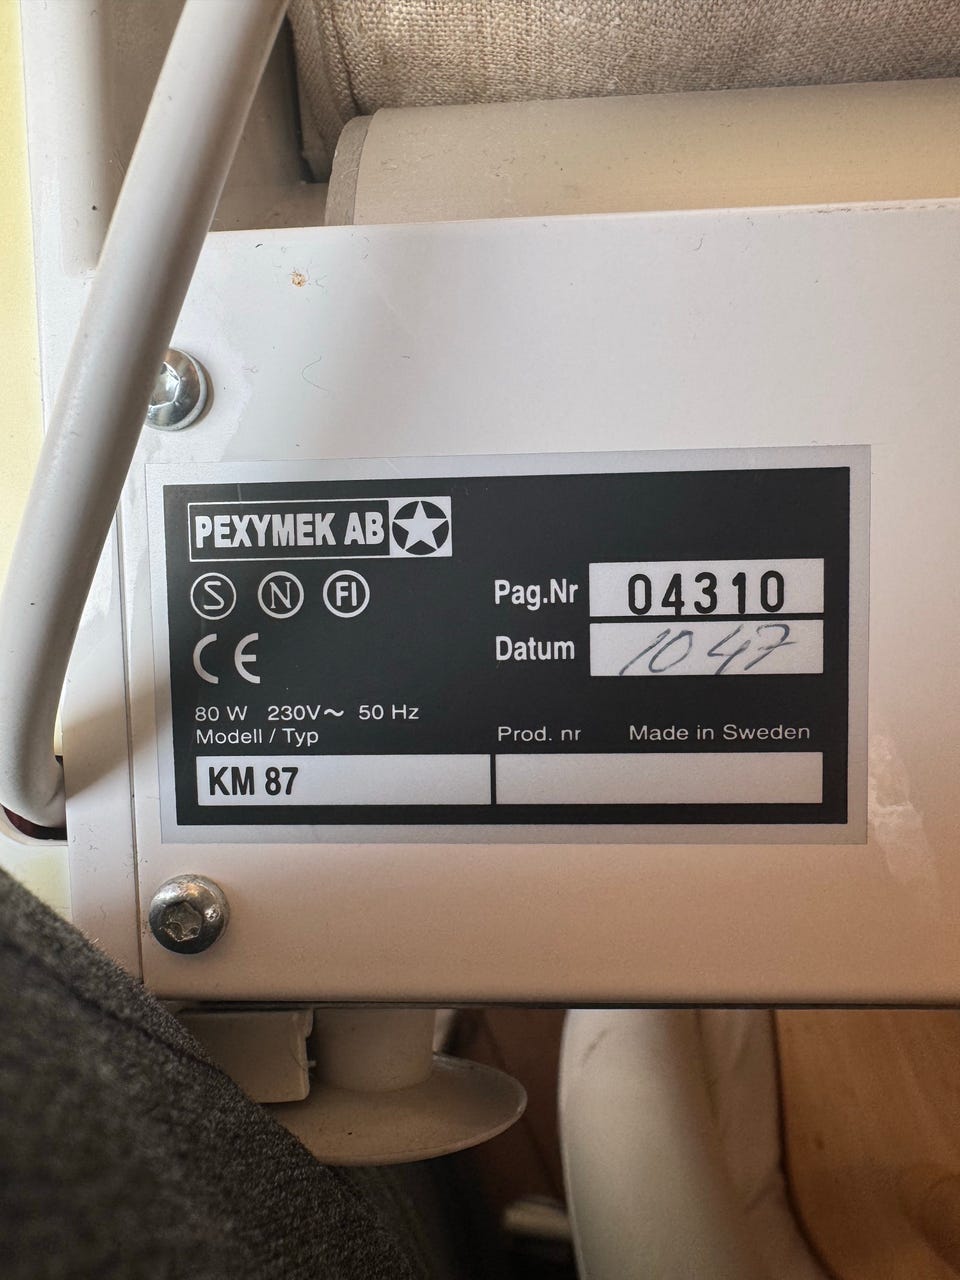 PEXYMEK AB
S N FI
CE
Pag.Nr 04310
Datum 1047
80 W 230V~ 50 Hz
Modell / Typ Prod. nr Made in Sweden
KM 87